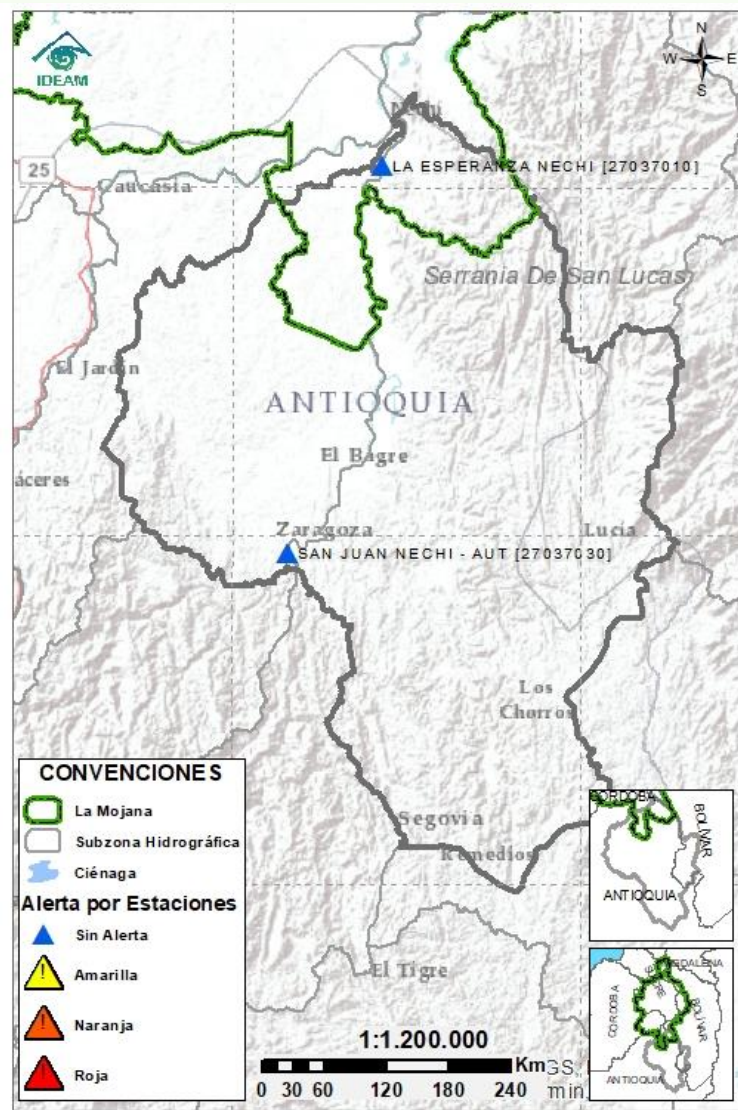 IDEAM
N
W E
S
25
Caucasia
LA ESPERANZA NECHI [27037010]
Serrania De San Lucas
El Jardín
ANTIOQUIA
El Bagre
áceres
Zaragoza
Lucia
SAN JUAN NECHI - AUT [27037030]
Los
Chorros
Segovia
Remedios
El Tigre
CONVENCIONES
La Mojana
Subzona Hidrográfica
Ciénaga
Alerta por Estaciones
Sin Alerta
Amarilla
Naranja
Roja
1:1.200.000
Km
0 30 60 120 180 240
GS,
min
CORDOBA
BOLIVAR
ANTIOQUIA
CORDOBA
BOLIVAR
ANTIOQUIA